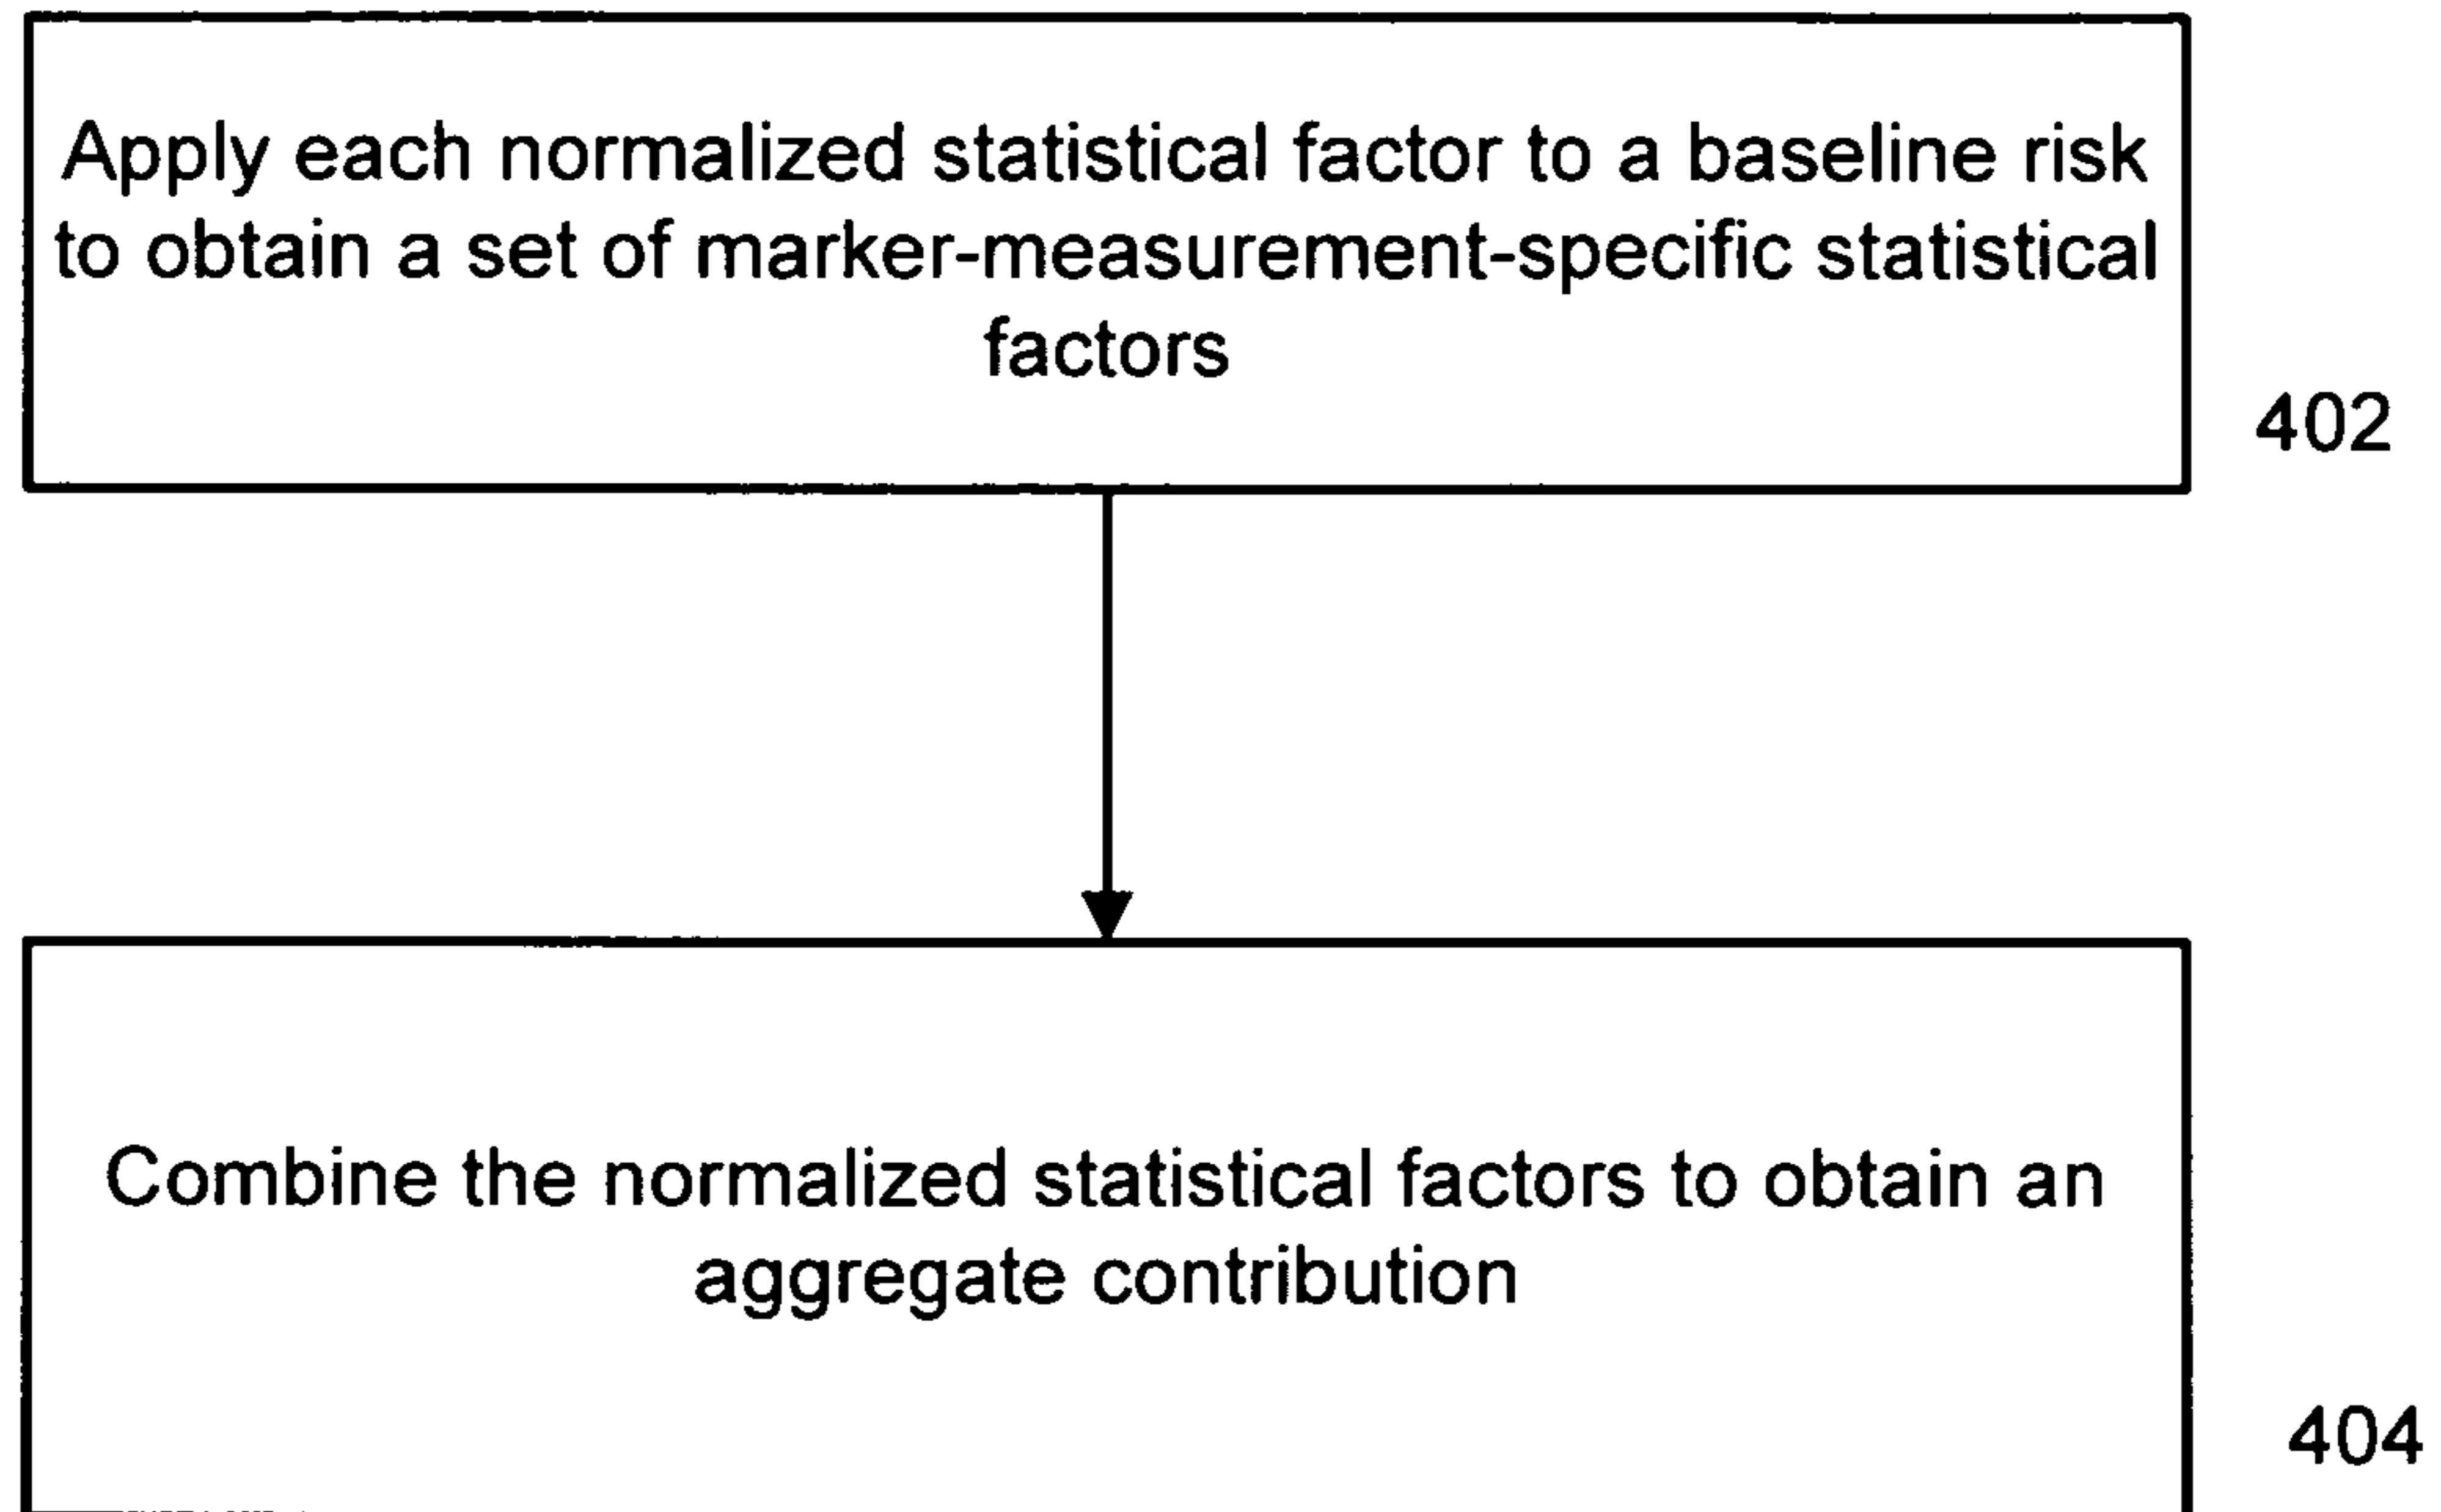 Apply each normalized statistical factor to a baseline risk
to obtain a set of marker-measurement-specific statistical
factors
402
Combine the normalized statistical factors to obtain an
aggregate contribution
404